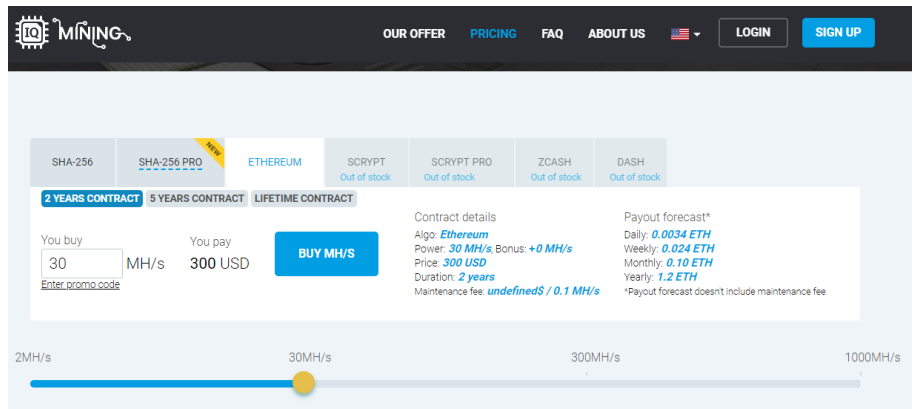 IQ MINING
OUR OFFER PRICING FAQ ABOUT US LOGIN SIGN UP
SHA-256 SHA-256 PRO NEW ETHEREUM SCRYPT Out of stock SCRYPT PRO Out of stock ZCASH Out of stock DASH Out of stock
2 YEARS CONTRACT 5 YEARS CONTRACT LIFETIME CONTRACT
You buy
30 MH/s
Enter promo code
You pay
300 USD
BUY MH/S
Contract details
Algo: Ethereum
Power: 30 MH/s, Bonus: +0 MH/s
Price: 300 USD
Duration: 2 years
Maintenance fee: undefined$ / 0.1 MH/s
Payout forecast*
Daily: 0.0034 ETH
Weekly: 0.024 ETH
Monthly: 0.10 ETH
Yearly: 1.2 ETH
*Payout forecast doesn't include maintenance fee
2MH/s 30MH/s 300MH/s 1000MH/s